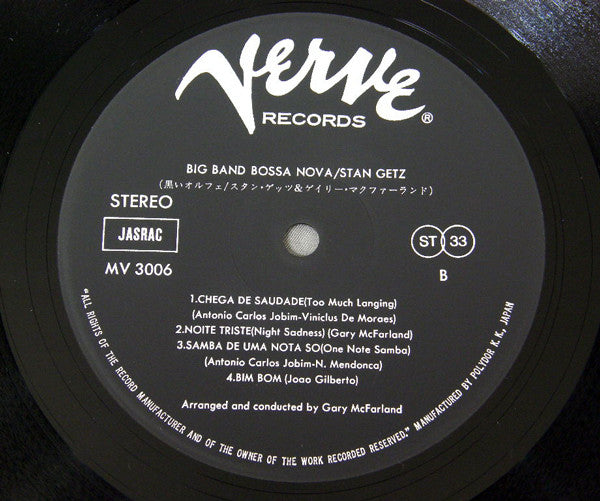 Verve
RECORDS ®
BIG BAND BOSSA NOVA/STAN GETZ
(黒いオルフェ/スタン・ゲッツ&ゲイリー・マクファーランド)
STEREO
JASRAC
MV 3006
ST 33
B
1.CHEGA DE SAUDADE(Too Much Langing)
(Antonio Carlos Jobim-Viniclus De Moraes)
2.NOITE TRISTE(Night Sadness)(Gary McFarland)
3.SAMBA DE UMA NOTA SO(One Note Samba)
(Antonio Carlos Jobim-N. Mendonca)
4.BIM BOM (Joao Gilberto)
Arranged and conducted by Gary McFarland
"ALL RIGHTS OF THE RECORD MANUFACTURER AND OF THE OWNER OF THE WORK RECORDED RESERVED." MANUFACTURED BY POLYDOR K. K., JAPAN